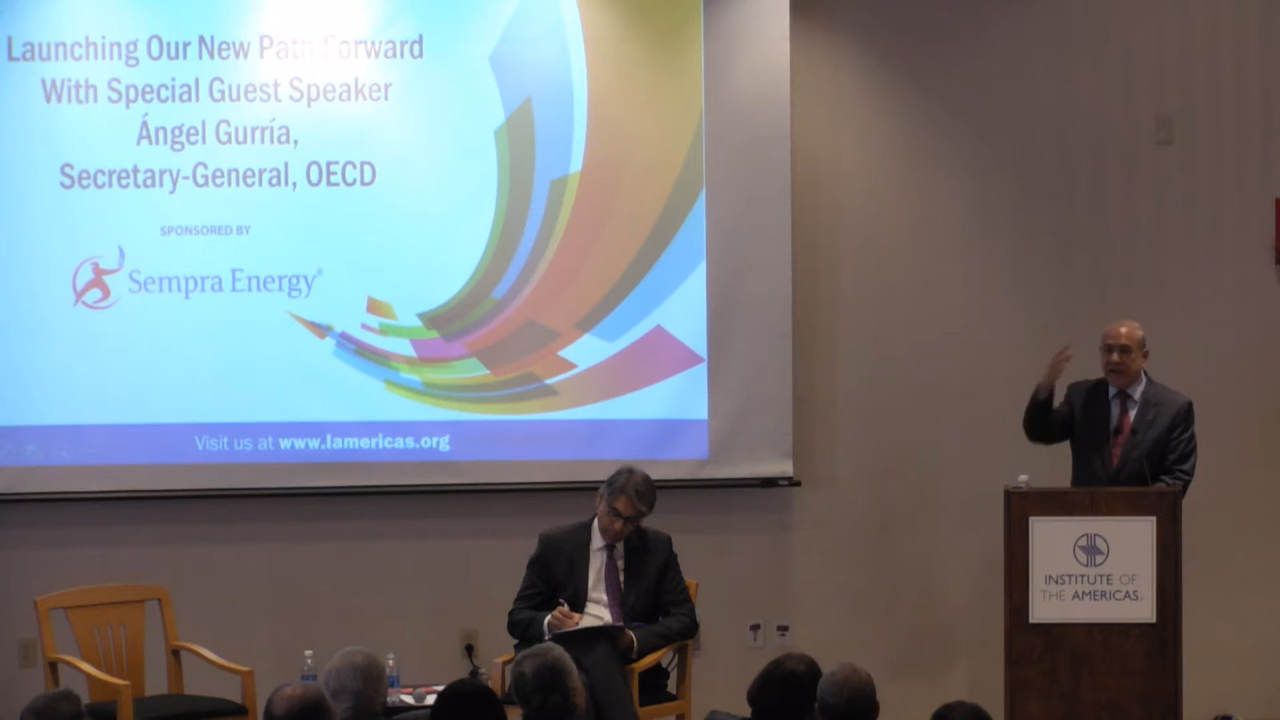 Launching Our New Path Forward
With Special Guest Speaker
Ángel Gurría,
Secretary-General, OECD
SPONSORED BY
Sempra Energy®
Visit us at www.Iamericas.org
INSTITUTE OF
THE AMERICAS®